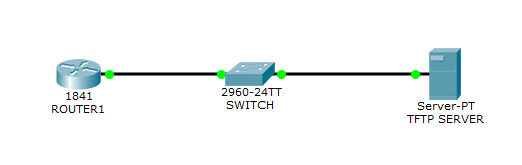 1841
ROUTER1
2960-24TT
SWITCH
Server-PT
TFTP SERVER